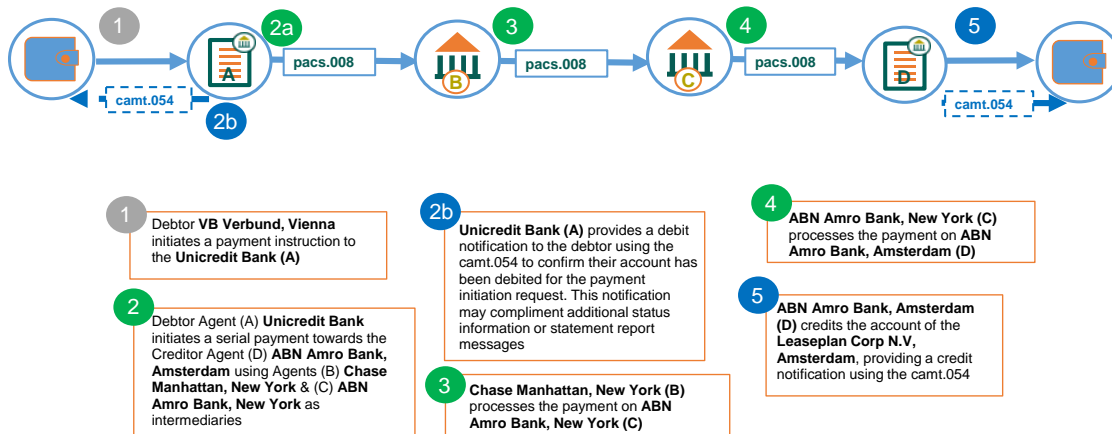 1
2a
3
4
5
A
pacs.008
B
pacs.008
C
pacs.008
D
camt.054
2b
camt.054
1
Debtor VB Verbund, Vienna
initiates a payment instruction to
the Unicredit Bank (A)
2
Debtor Agent (A) Unicredit Bank
initiates a serial payment towards the
Creditor Agent (D) ABN Amro Bank,
Amsterdam using Agents (B) Chase
Manhattan, New York & (C) ABN
Amro Bank, New York as
intermediaries
2b
Unicredit Bank (A) provides a debit
notification to the debtor using the
camt.054 to confirm their account has
been debited for the payment
initiation request. This notification
may compliment additional status
information or statement report
messages
3
Chase Manhattan, New York (B)
processes the payment on ABN
Amro Bank, New York (C)
4
ABN Amro Bank, New York (C)
processes the payment on ABN
Amro Bank, Amsterdam (D)
5
ABN Amro Bank, Amsterdam
(D) credits the account of the
Leaseplan Corp N.V,
Amsterdam, providing a credit
notification using the camt.054